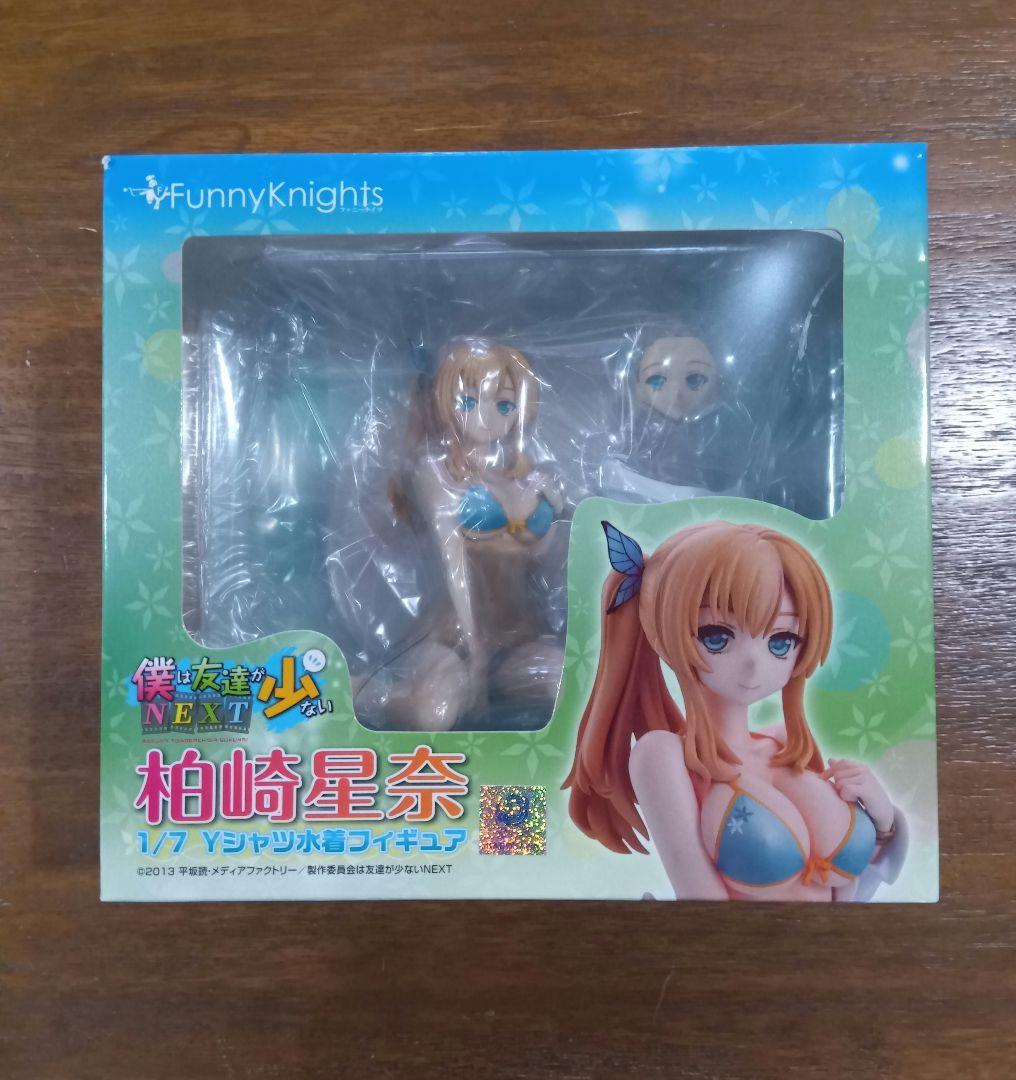 FunnyKnights
ファニーナイツ
僕は友達が少ない
NEXT
BOKUHA TOMODACHIGA SUKUNAI
柏崎星奈
1/7 Yシャツ水着フィギュア
©2013 平坂読・メディアファクトリー／製作委員会は友達が少ないNEXT